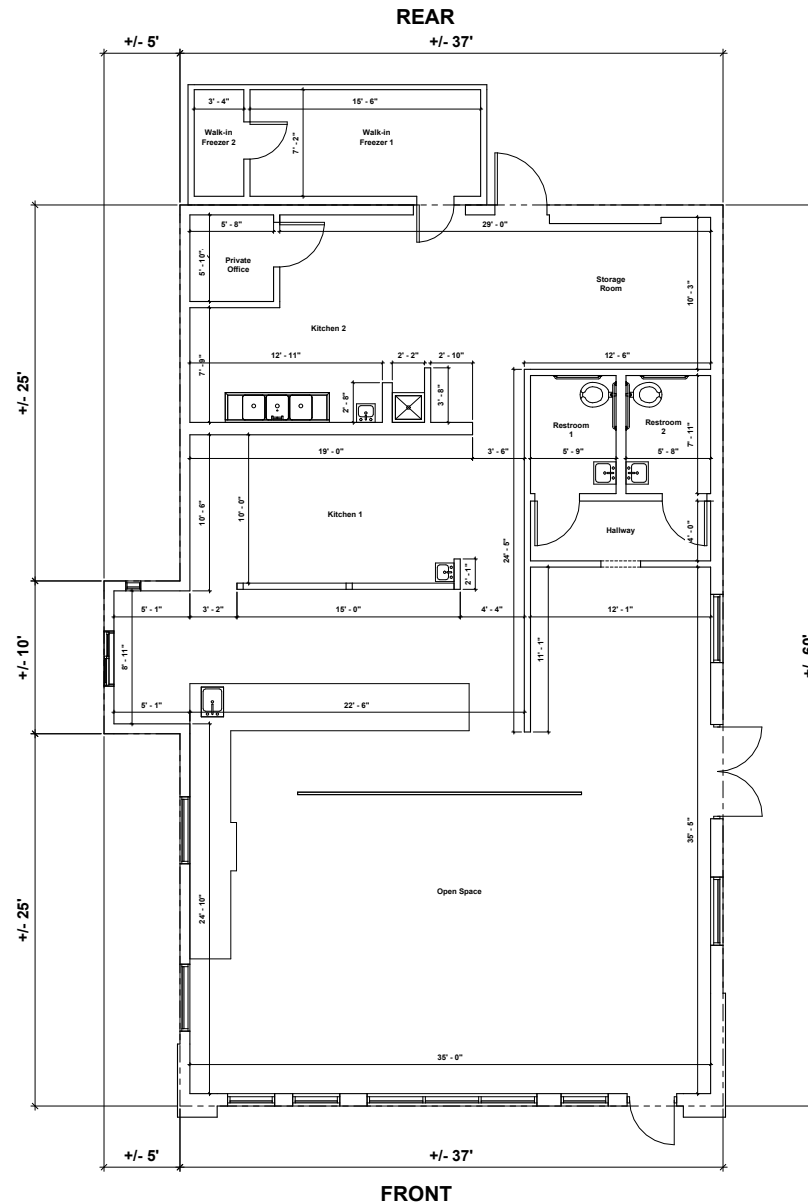 REAR
+/- 5'
+/- 37'
3' - 4"
15' - 6"
Walk-in
Freezer 2
Walk-in
Freezer 1
7' - 2"
5' - 8"
29' - 0"
Private
Office
5' - 10"
Storage
Room
10' - 3"
Kitchen 2
7' - 9"
12' - 11"
2' - 2"
2' - 10"
12' - 6"
+/- 25'
2' - 8"
3' - 8"
Restroom
1
Restroom
2
7' - 11"
19' - 0"
3' - 6"
5' - 9"
5' - 8"
10' - 6"
10' - 0"
Kitchen 1
24' - 5"
Hallway
4' - 0"
2' - 1"
5' - 1"
3' - 2"
15' - 0"
4' - 4"
12' - 1"
+/- 10'
8' - 11"
11' - 1"
+/- 60'
5' - 1"
22' - 6"
35' - 5"
Open Space
+/- 25'
24' - 10"
35' - 0"
+/- 5'
+/- 37'
FRONT